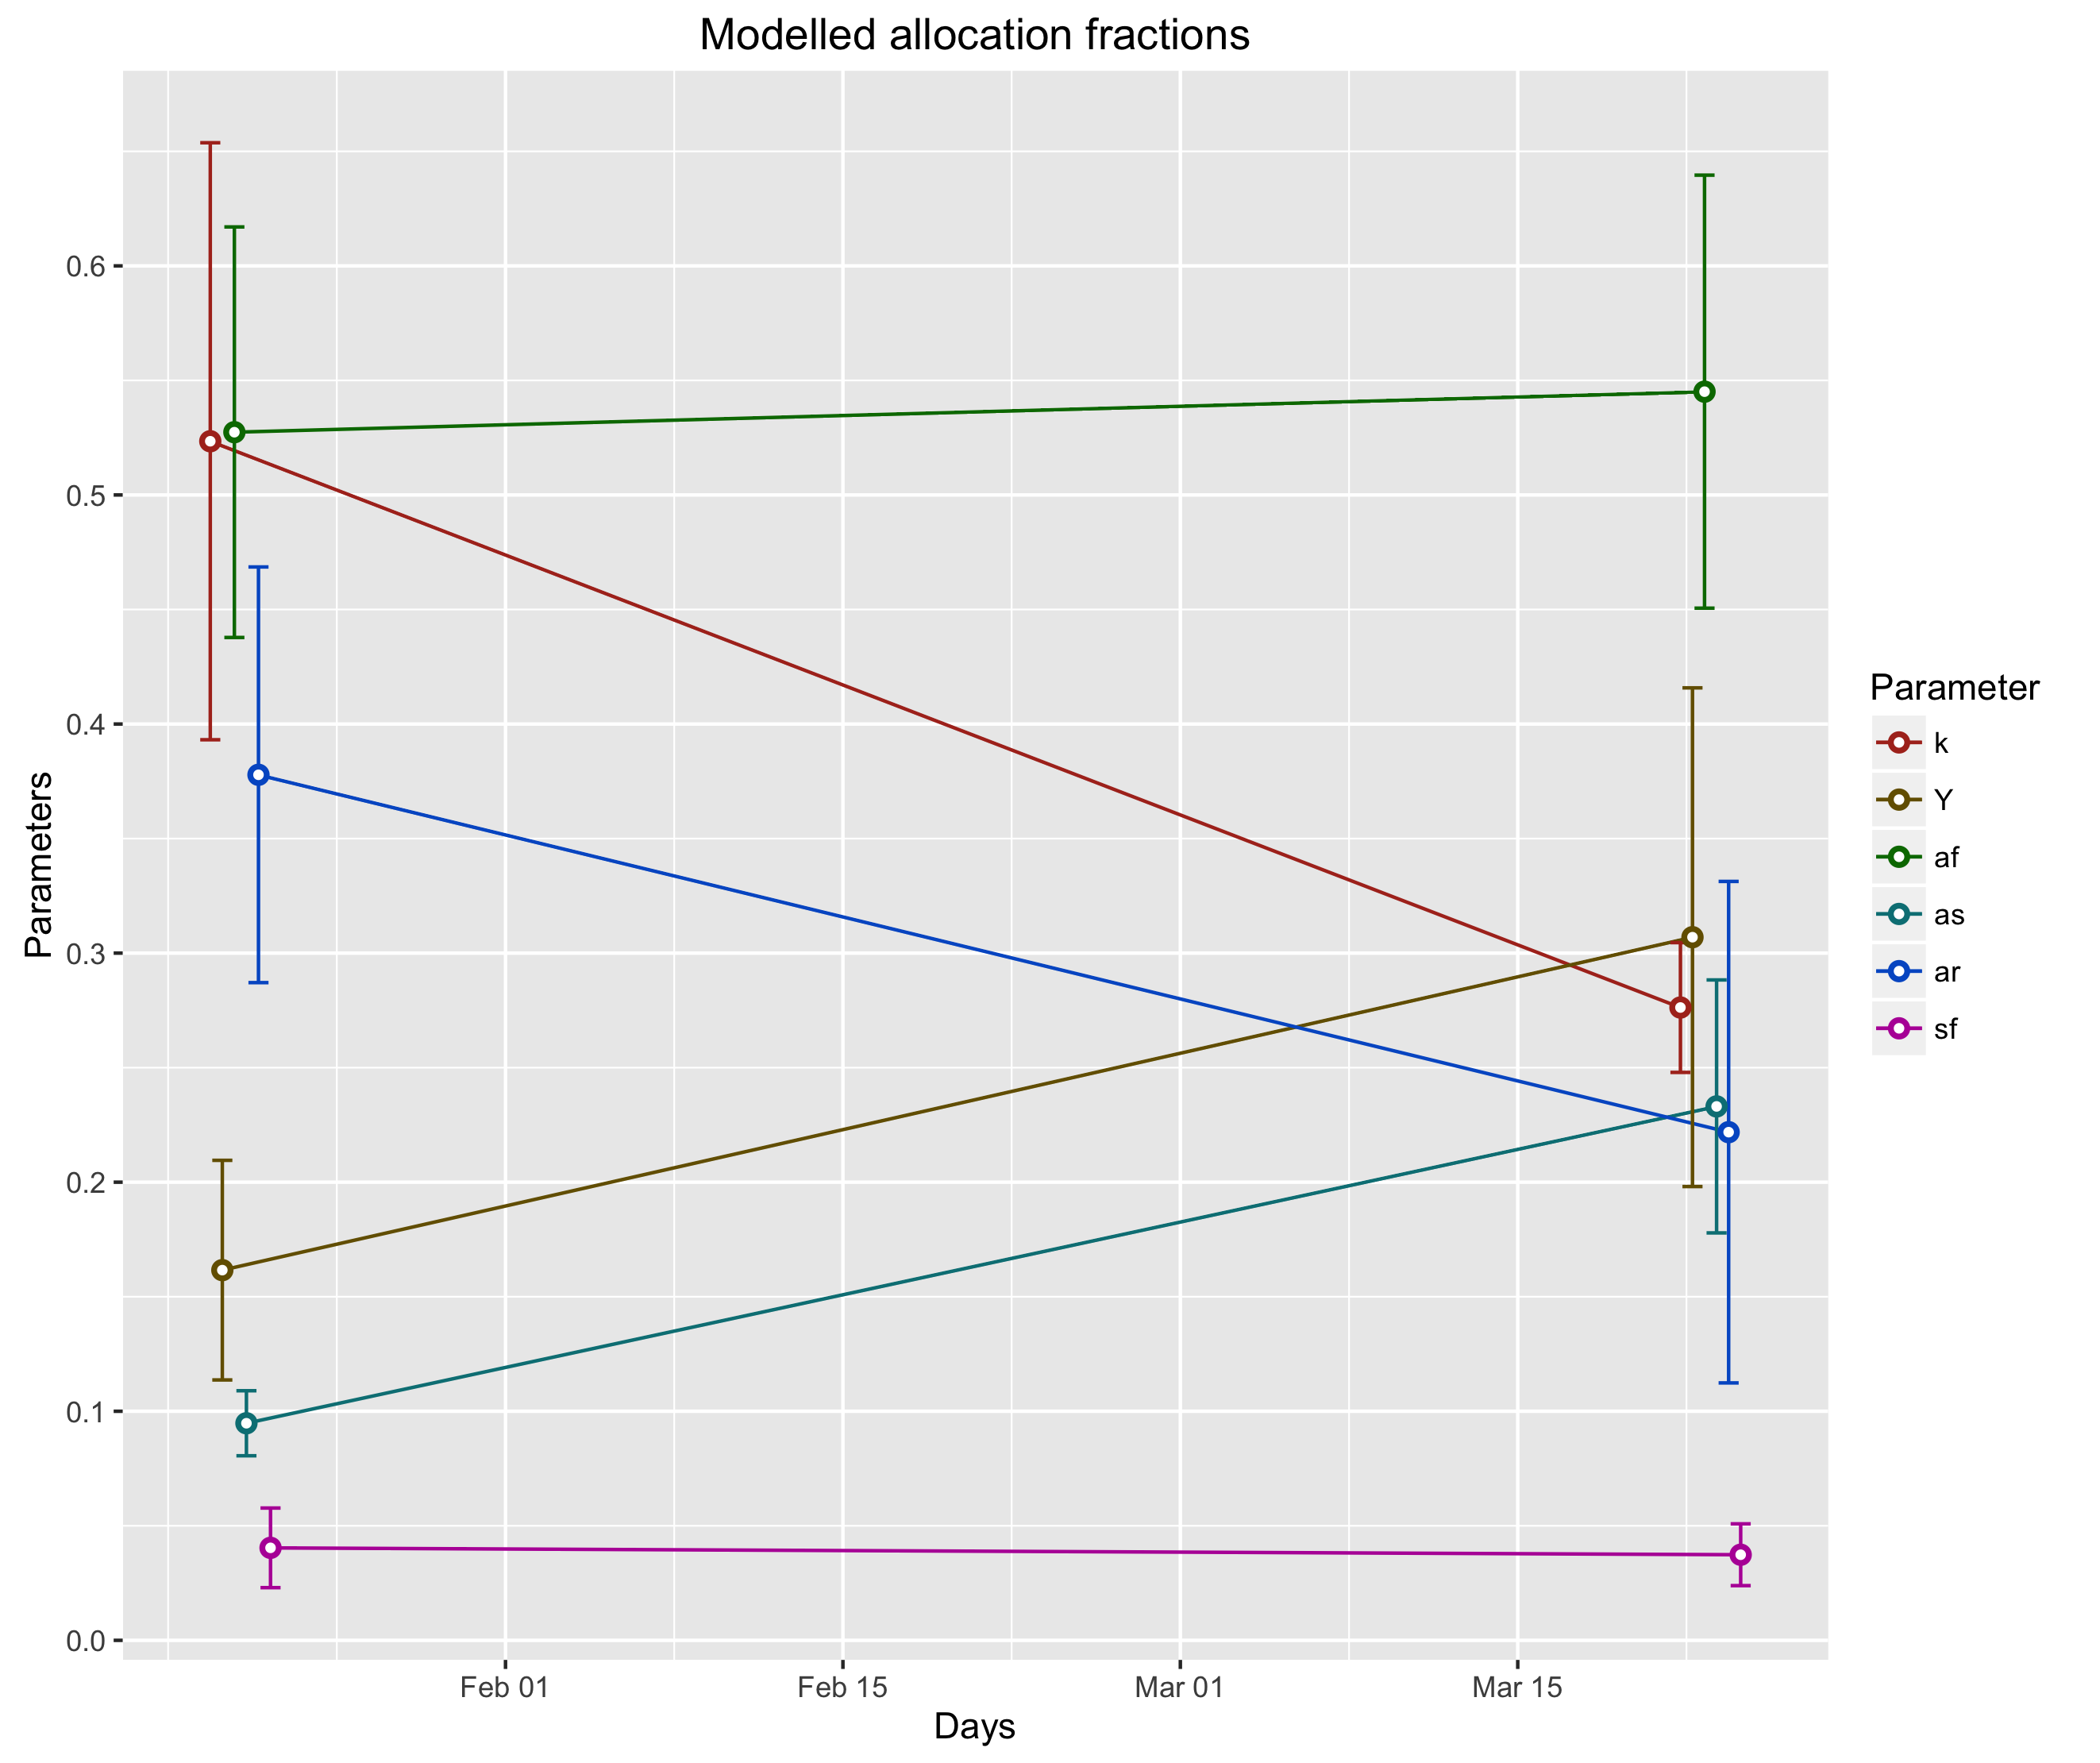 Modelled allocation fractions
Parameters
0.6
0.5
0.4
0.3
0.2
0.1
0.0
Feb 01
Feb 15
Mar 01
Mar 15
Days
Parameter
k
Y
af
as
ar
sf